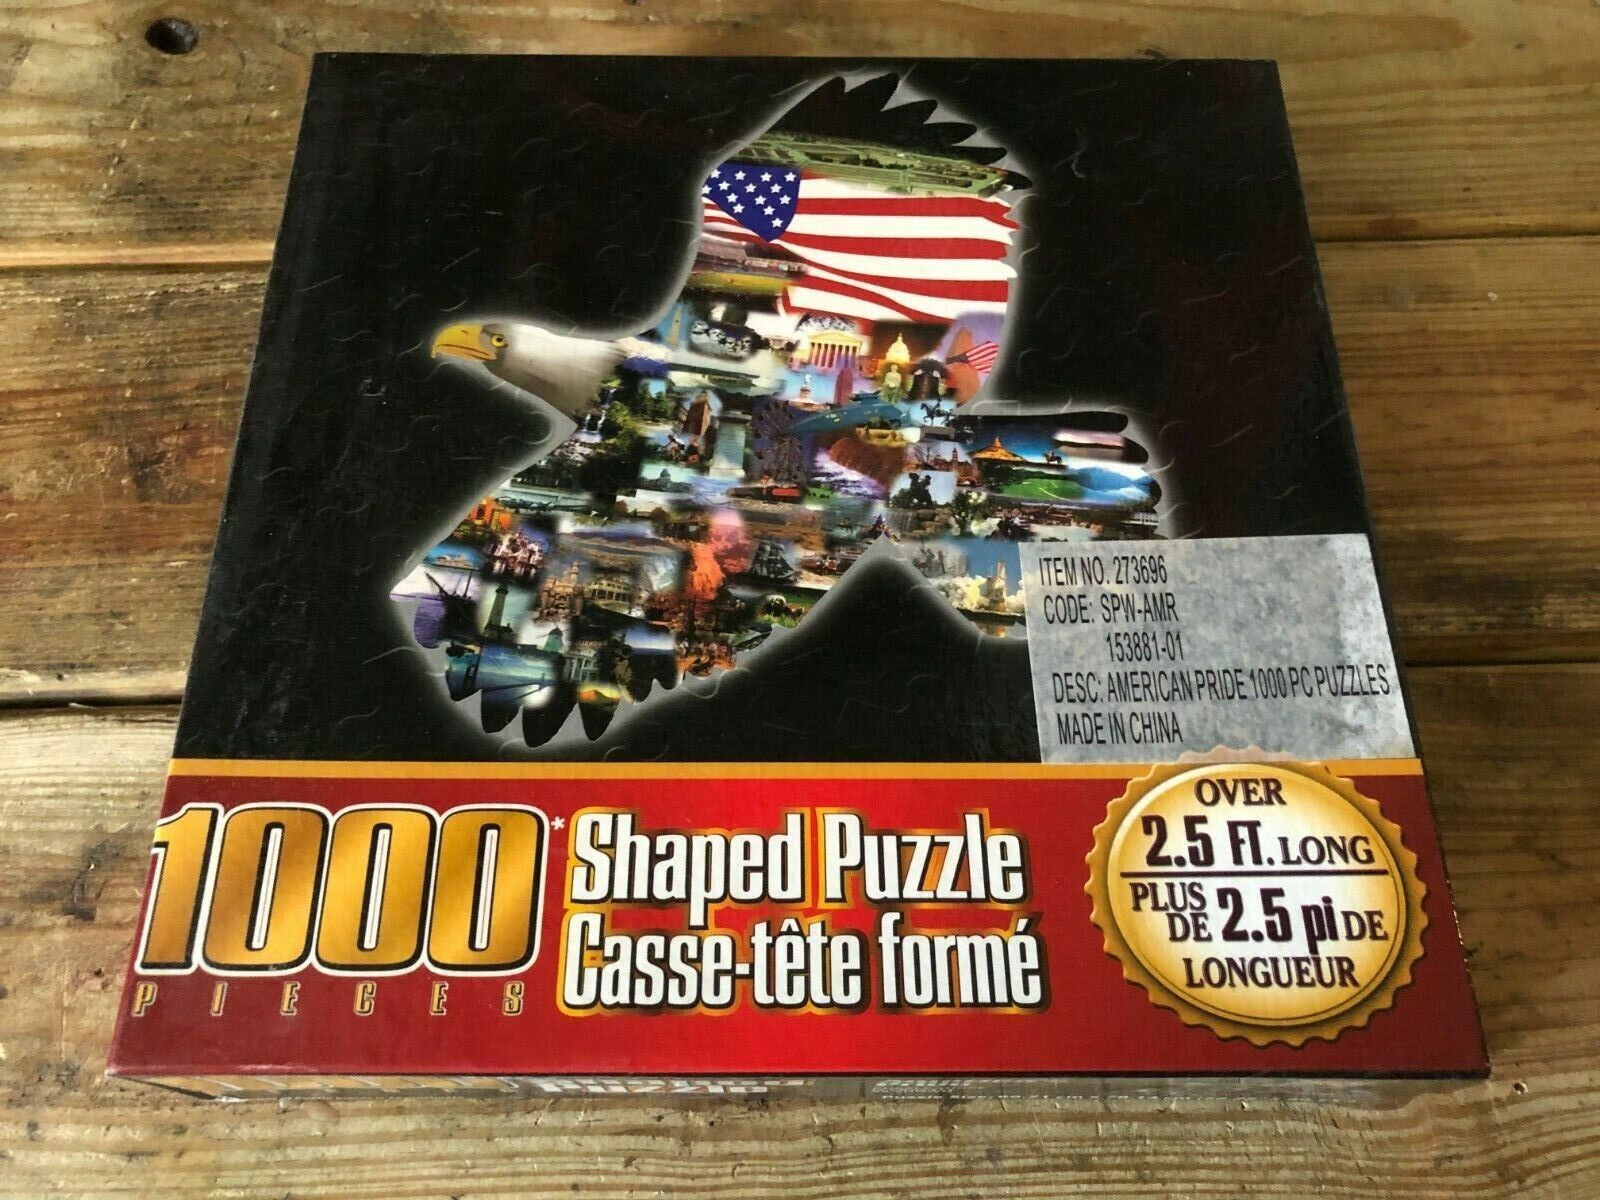 ITEM NO. 273696
CODE: SPW-AMR
153881-01
DESC: AMERICAN PRIDE 1000 PC PUZZLES
MADE IN CHINA
1000*
PIECES
Shaped Puzzle
Casse-tête formé
OVER
2.5 FT. LONG
PLUS DE 2.5 pi DE
LONGUEUR